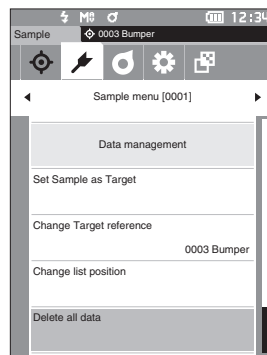 12:34
Sample
0003 Bumper
Sample menu [0001]
Data management
Set Sample as Target
Change Target reference
0003 Bumper
Change list position
Delete all data